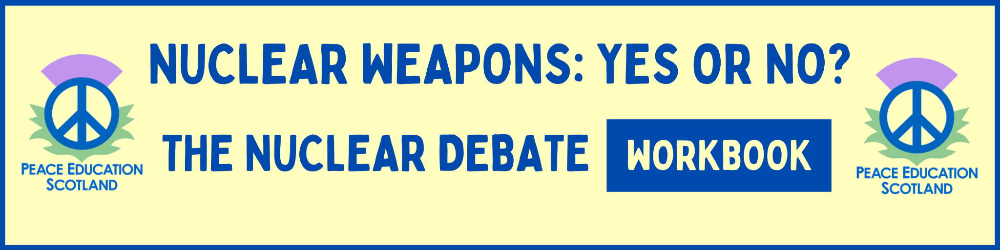 NUCLEAR WEAPONS: YES OR NO?
THE NUCLEAR DEBATE WORKBOOK
PEACE EDUCATION
SCOTLAND
PEACE EDUCATION
SCOTLAND